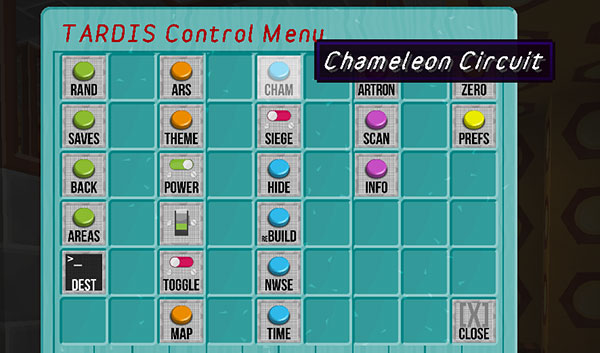 TARDIS Control Menu
Chameleon Circuit
RAND ARS CHAM ARTRON ZERO
SAVES THEME SIEGE SCAN PREFS
BACK POWER HIDE INFO
AREAS REBUILD
>_
DEST TOGGLE NWSE
MAP TIME [X] CLOSE